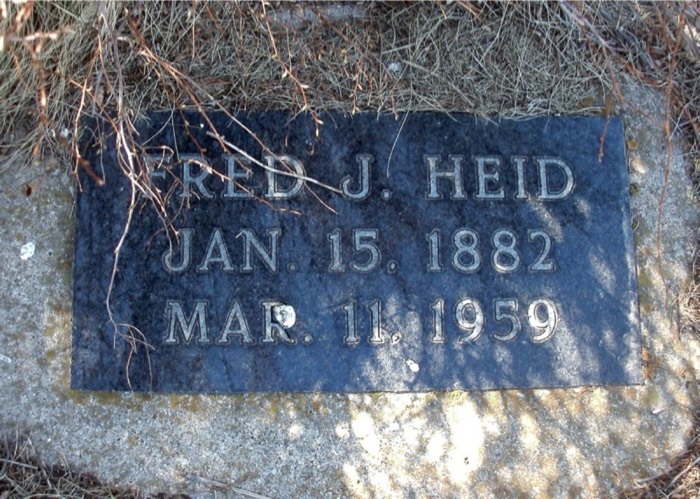 FRED J. HEID
JAN. 15, 1882
MAR. 11, 1959